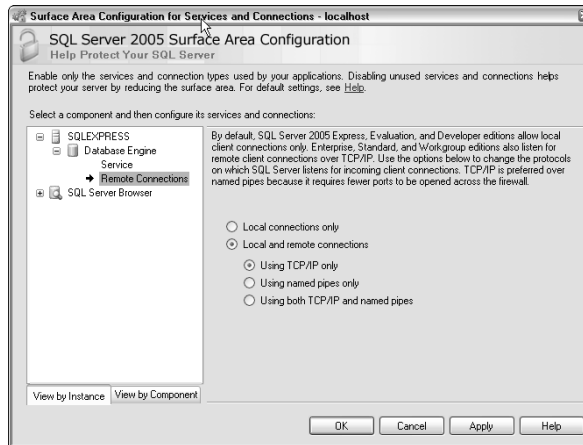 Surface Area Configuration for Services and Connections - localhost
SQL Server 2005 Surface Area Configuration
Help Protect Your SQL Server
Enable only the services and connection types used by your applications. Disabling unused services and connections helps
protect your server by reducing the surface area. For default settings, see Help.
Select a component and then configure its services and connections:
SQLEXPRESS
Database Engine
Service
Remote Connections
SQL Server Browser
By default, SQL Server 2005 Express, Evaluation, and Developer editions allow local
client connections only. Enterprise, Standard, and Workgroup editions also listen for
remote client connections over TCP/IP. Use the options below to change the protocols
on which SQL Server listens for incoming client connections. TCP/IP is preferred over
named pipes because it requires fewer ports to be opened across the firewall.
Local connections only
Local and remote connections
Using TCP/IP only
Using named pipes only
Using both TCP/IP and named pipes
View by Instance
View by Component
OK
Cancel
Apply
Help